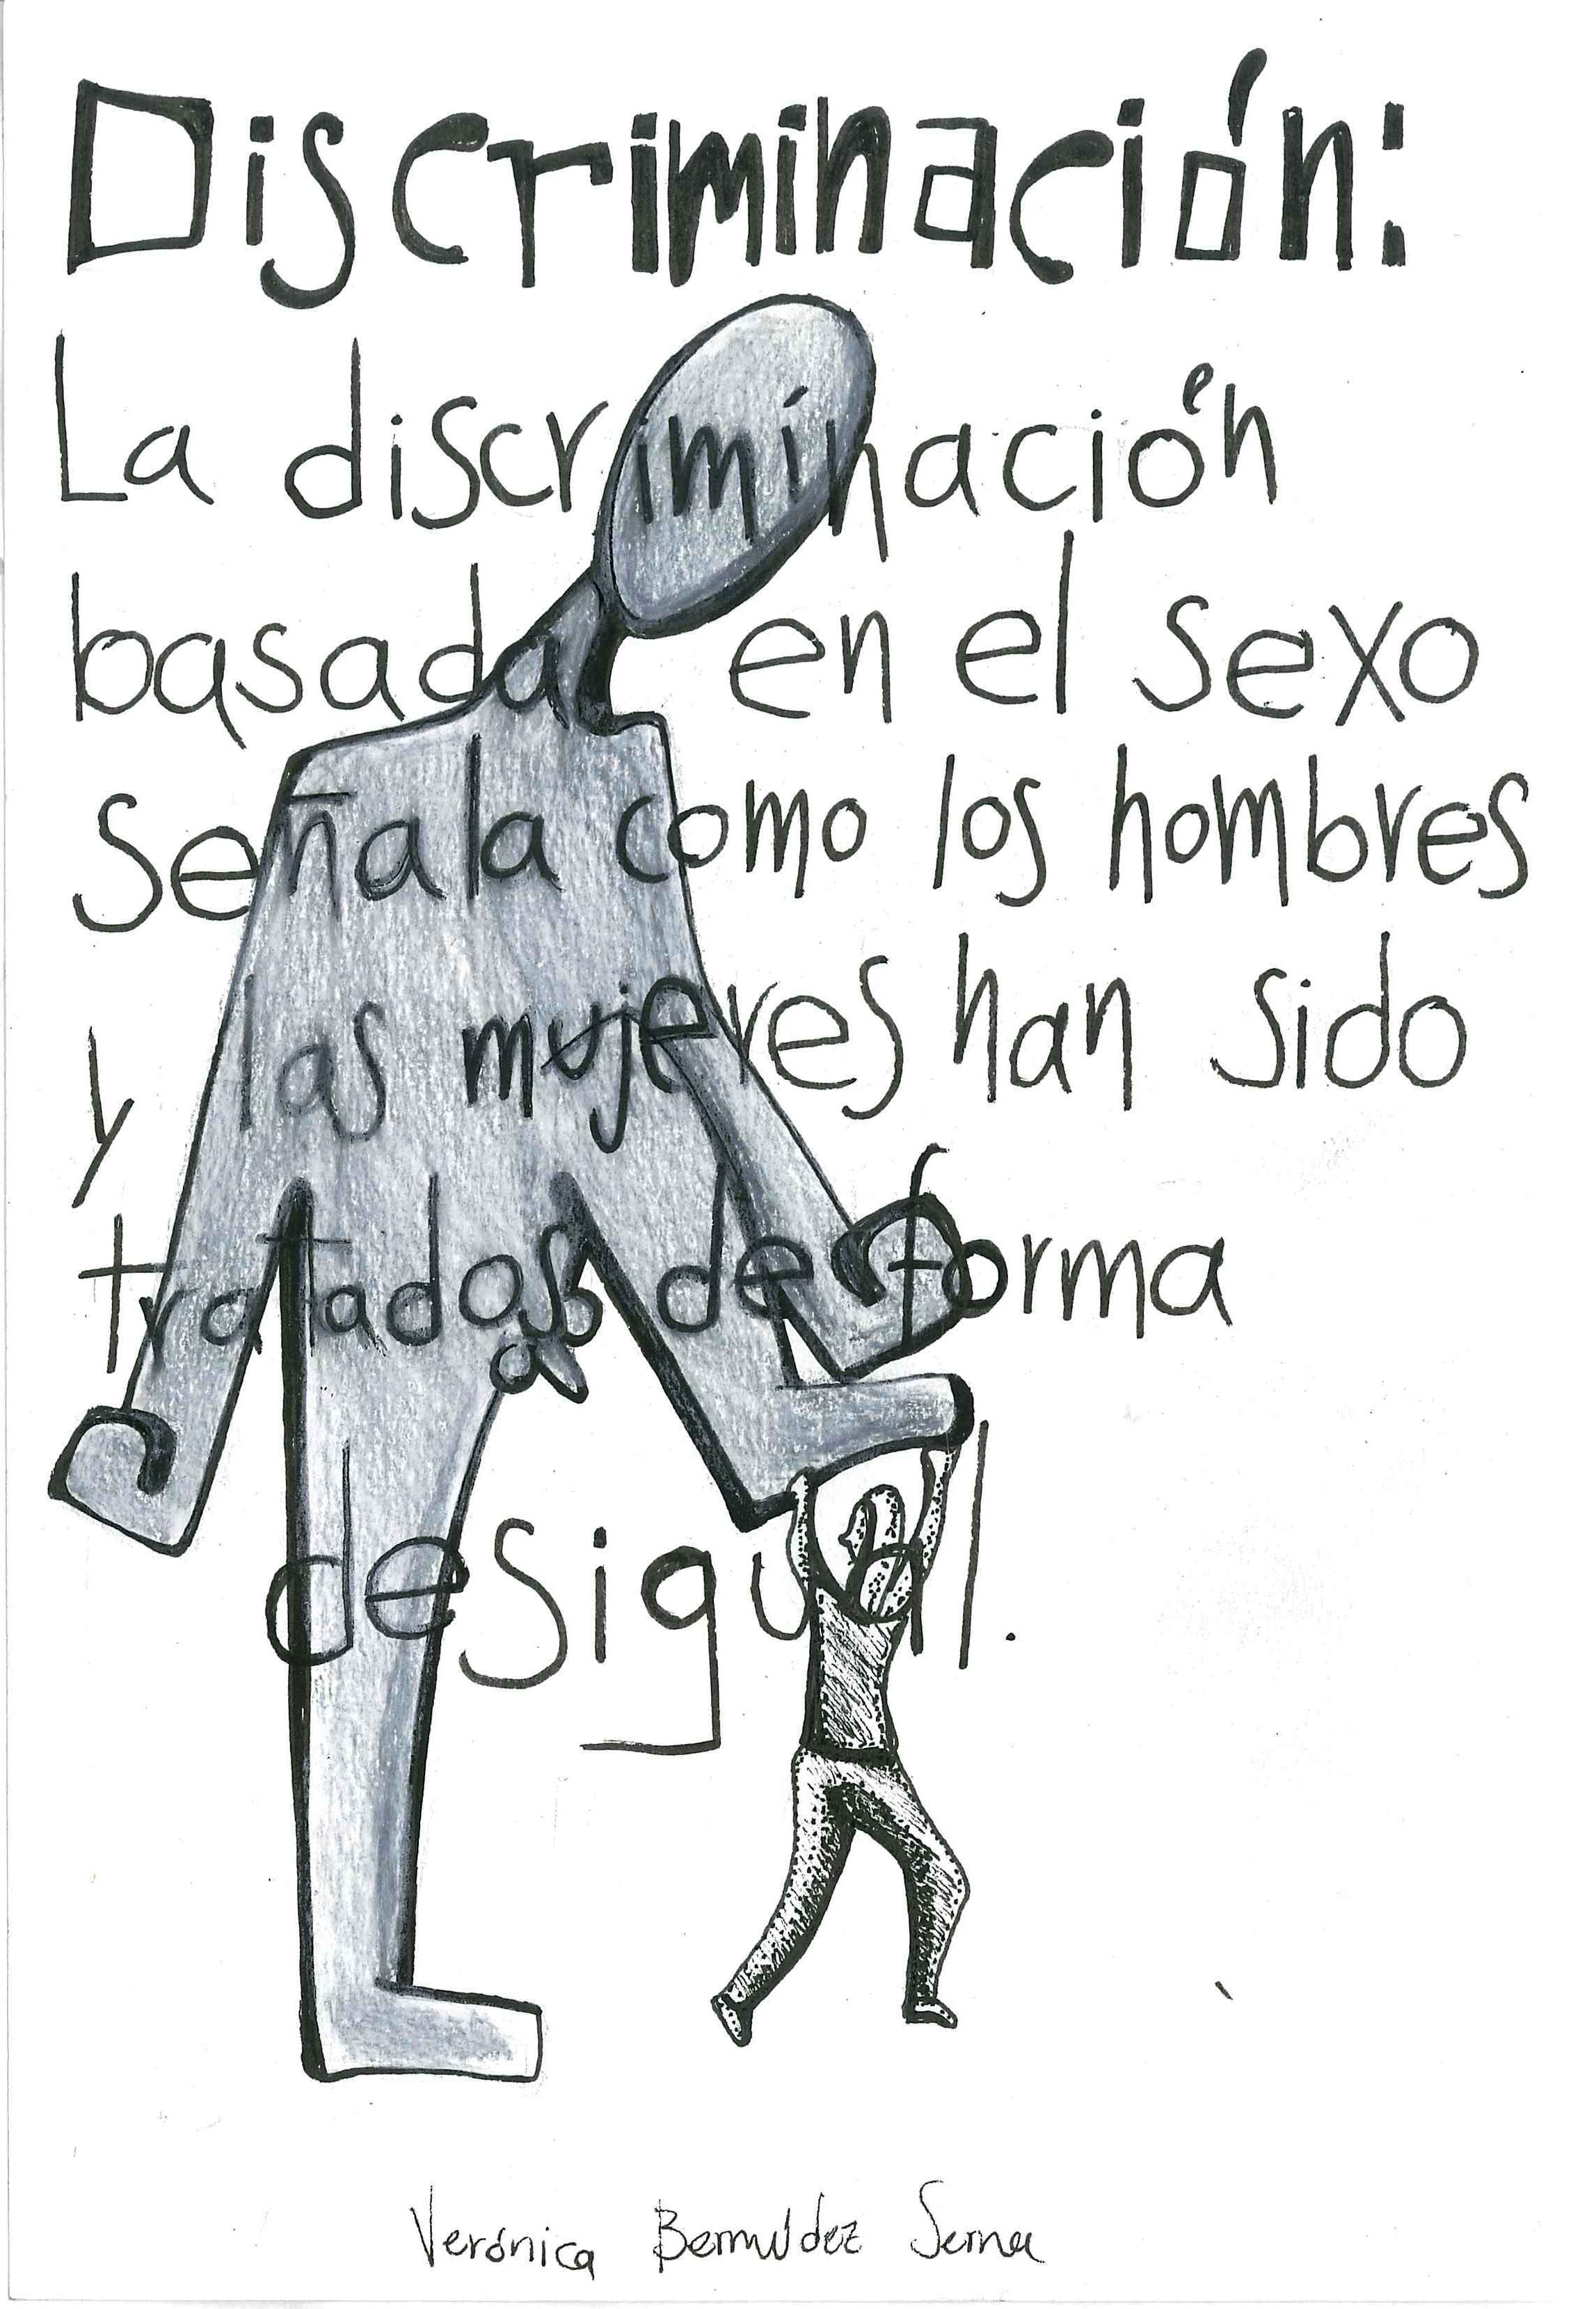 Discriminación:
La discriminación
basada en el sexo
señala como los hombres
y las mujeres han sido
tratadas de forma
desigual.
Verónica Bermúdez Serna